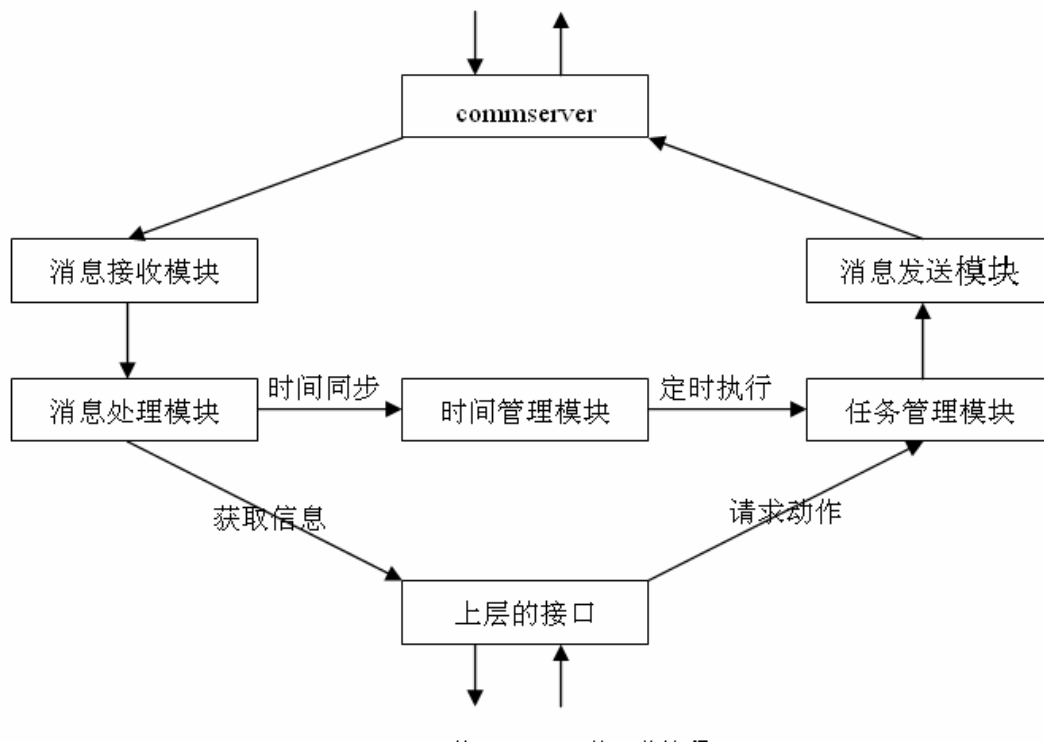 commserver
消息接收模块
消息发送模块
时间同步
定时执行
消息处理模块
时间管理模块
任务管理模块
获取信息
请求动作
上层的接口